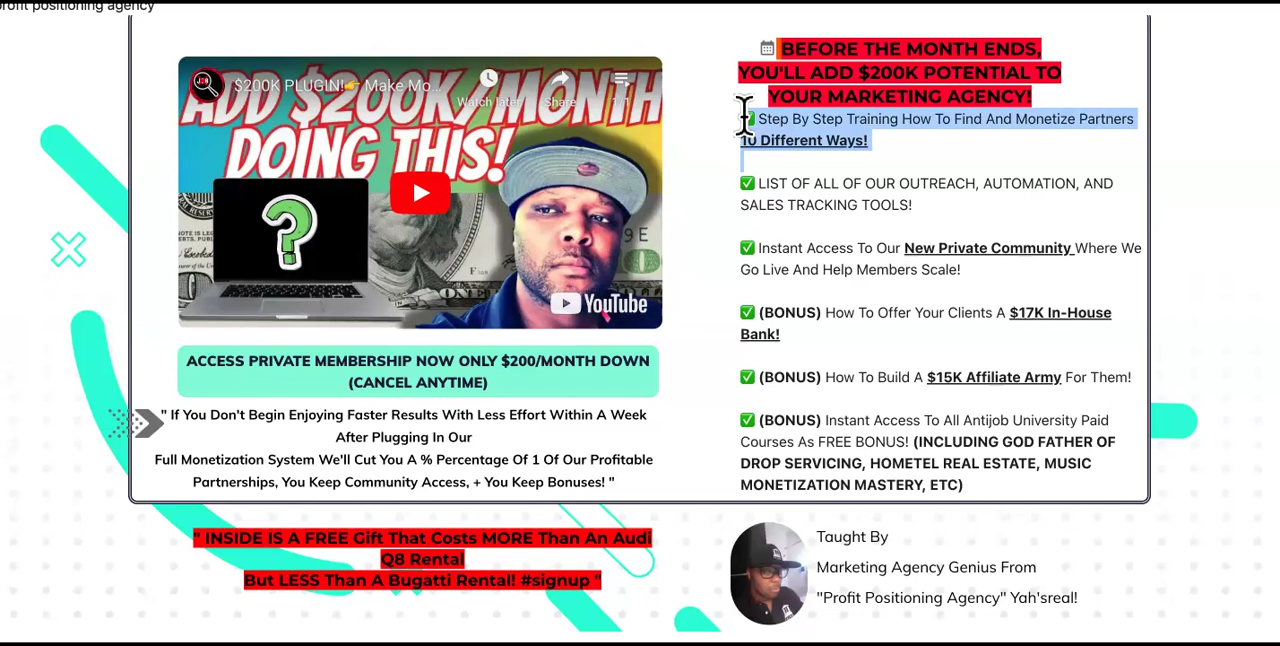 profit positioning agency
$200K PLUGIN!👉 Make Mo...
Watch later
Share
1/1
ADD $200K/MONTH
DOING THIS!
YouTube
ACCESS PRIVATE MEMBERSHIP NOW ONLY $200/MONTH DOWN
(CANCEL ANYTIME)
" If You Don't Begin Enjoying Faster Results With Less Effort Within A Week
After Plugging In Our
Full Monetization System We'll Cut You A % Percentage Of 1 Of Our Profitable
Partnerships, You Keep Community Access, + You Keep Bonuses! "
" INSIDE IS A FREE Gift That Costs MORE Than An Audi
Q8 Rental
But LESS Than A Bugatti Rental! #signup "
BEFORE THE MONTH ENDS,
YOU'LL ADD $200K POTENTIAL TO
YOUR MARKETING AGENCY!
✅ Step By Step Training How To Find And Monetize Partners
10 Different Ways!
✅ LIST OF ALL OF OUR OUTREACH, AUTOMATION, AND
SALES TRACKING TOOLS!
✅ Instant Access To Our New Private Community Where We
Go Live And Help Members Scale!
✅ (BONUS) How To Offer Your Clients A $17K In-House
Bank!
✅ (BONUS) How To Build A $15K Affiliate Army For Them!
✅ (BONUS) Instant Access To All Antijob University Paid
Courses As FREE BONUS! (INCLUDING GOD FATHER OF
DROP SERVICING, HOMETEL REAL ESTATE, MUSIC
MONETIZATION MASTERY, ETC)
Taught By
Marketing Agency Genius From
"Profit Positioning Agency" Yah'sreal!